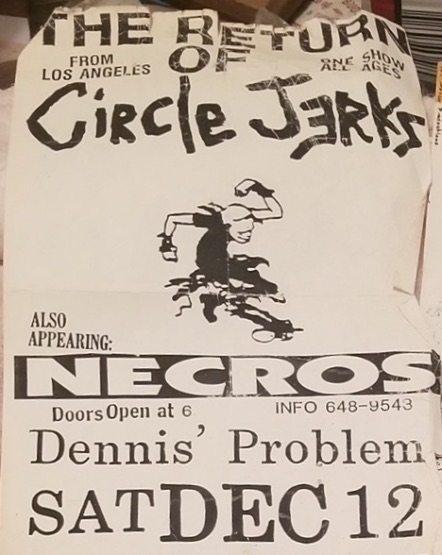 THE RETURN
OF
FROM
LOS ANGELES
ONE SHOW
ALL AGES
CIRCLE JERKS
ALSO
APPEARING:
NECROS
Doors Open at 6
INFO 648-9543
Dennis' Problem
SAT DEC 12